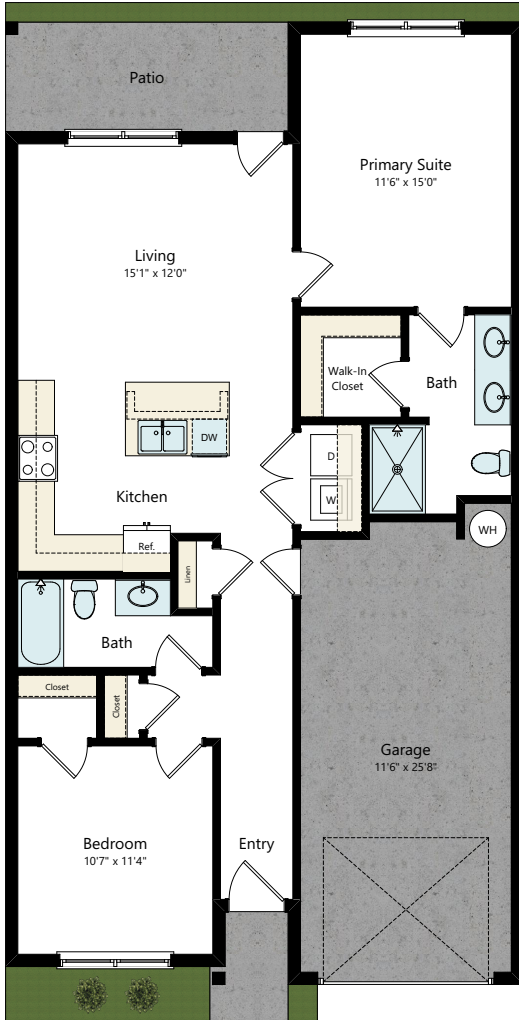 Patio
Primary Suite
11'6" x 15'0"
Living
15'1" x 12'0"
Walk-In
Closet
Bath
DW
D
W
Kitchen
Ref.
WH
Linen
Bath
Closet
Closet
Garage
11'6" x 25'8"
Bedroom
10'7" x 11'4"
Entry